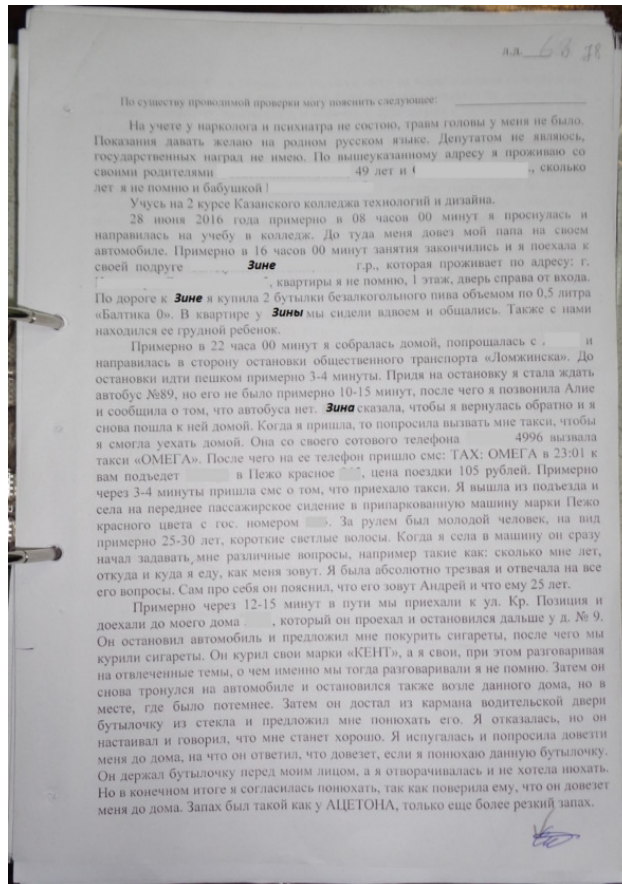 л.д. 68 78
По существу проводимой проверки могу пояснить следующее:
На учете у нарколога и психиатра не состою, травм головы у меня не было.
Показания давать желаю на родном русском языке. Депутатом не являюсь,
государственных наград не имею. По вышеуказанному адресу я проживаю со
своими родителями 49 лет и ( ., сколько
лет я не помню и бабушкой
Учусь на 2 курсе Казанского колледжа технологий и дизайна.
28 июня 2016 года примерно в 08 часов 00 минут я проснулась и
направилась на учебу в колледж. До туда меня довез мой папа на своем
автомобиле. Примерно в 16 часов 00 минут занятия закончились и я поехала к
своей подруге Зине г.р., которая проживает по адресу: г.
, квартиры я не помню, 1 этаж, дверь справа от входа.
По дороге к Зине я купила 2 бутылки безалкогольного пива объемом по 0,5 литра
«Балтика 0». В квартире у Зины мы сидели вдвоем и общались. Также с нами
находился ее грудной ребенок.
Примерно в 22 часа 00 минут я собралась домой, попрощалась с и
направилась в сторону остановки общественного транспорта «Ломжинска». До
остановки идти пешком примерно 3-4 минуты. Придя на остановку я стала ждать
автобус №89, но его не было примерно 10-15 минут, после чего я позвонила Алие
и сообщила о том, что автобуса нет. Зина сказала, чтобы я вернулась обратно и я
снова пошла к ней домой. Когда я пришла, то попросила вызвать мне такси, чтобы
я смогла уехать домой. Она со своего сотового телефона 4996 вызвала
такси «ОМЕГА». После чего на ее телефон пришло смс: ТАХ: ОМЕГА в 23:01 к
вам подъедет в Пежо красное , цена поездки 105 рублей. Примерно
через 3-4 минуты пришла смс о том, что приехало такси. Я вышла из подъезда и
села на переднее пассажирское сидение в припаркованную машину марки Пежо
красного цвета с гос. номером . За рулем был молодой человек, на вид
примерно 25-30 лет, короткие светлые волосы. Когда я села в машину он сразу
начал задавать мне различные вопросы, например такие как: сколько мне лет,
откуда и куда я еду, как меня зовут. Я была абсолютно трезвая и отвечала на все
его вопросы. Сам про себя он пояснил, что его зовут Андрей и что ему 25 лет.
Примерно через 12-15 минут в пути мы приехали к ул. Кр. Позиция и
доехали до моего дома , который он проехал и остановился дальше у д. № 9.
Он остановил автомобиль и предложил мне покурить сигареты, после чего мы
курили сигареты. Он курил свои марки «КЕНТ», а я свои, при этом разговаривая
на отвлеченные темы, о чем именно мы тогда разговаривали я не помню. Затем он
снова тронулся на автомобиле и остановился также возле данного дома, но в
месте, где было потемнее. Затем он достал из кармана водительской двери
бутылочку из стекла и предложил мне понюхать его. Я отказалась, но он
настаивал и говорил, что мне станет хорошо. Я испугалась и попросила довезти
меня до дома, на что он ответил, что довезет, если я понюхаю данную бутылочку.
Он держал бутылочку перед моим лицом, а я отворачивалась и не хотела нюхать.
Но в конечном итоге я согласилась понюхать, так как поверила ему, что он довезет
меня до дома. Запах был такой как у АЦЕТОНА, только еще более резкий запах.